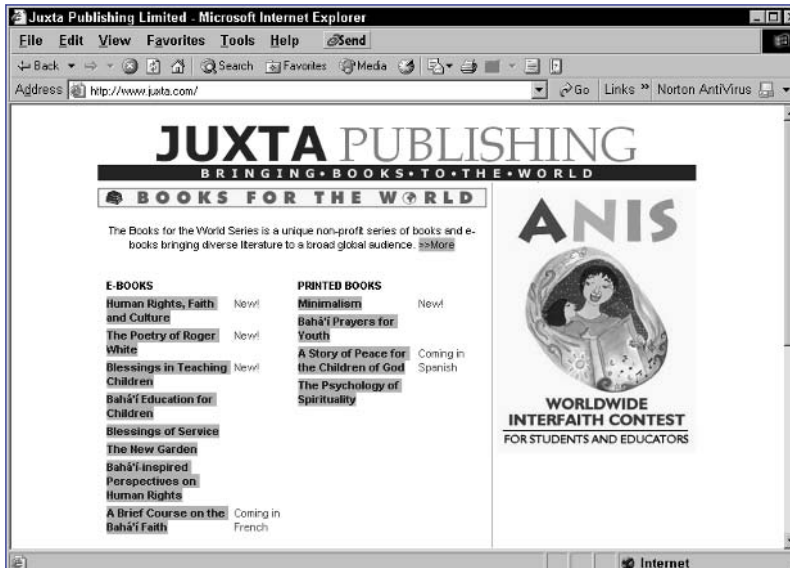 Juxta Publishing Limited - Microsoft Internet Explorer
File Edit View Favorites Tools Help Send
Back Search Favorites Media
Address http://www.juxta.com/ Go Links » Norton AntiVirus
JUXTA PUBLISHING
BRINGING•BOOKS•TO•THE•WORLD
BOOKS FOR THE WORLD
The Books for the World Series is a unique non-profit series of books and e-
books bringing diverse literature to a broad global audience. >>More
E-BOOKS
Human Rights, Faith New!
and Culture
The Poetry of Roger New!
White
Blessings in Teaching New!
Children
Bahá'í Education for
Children
Blessings of Service
The New Garden
Bahá'í-inspired
Perspectives on
Human Rights
A Brief Course on the Coming in
Bahá'í Faith French
PRINTED BOOKS
Minimalism New!
Bahá'í Prayers for
Youth
A Story of Peace for Coming in
the Children of God Spanish
The Psychology of
Spirituality
ANIS
WORLDWIDE
INTERFAITH CONTEST
FOR STUDENTS AND EDUCATORS
Internet